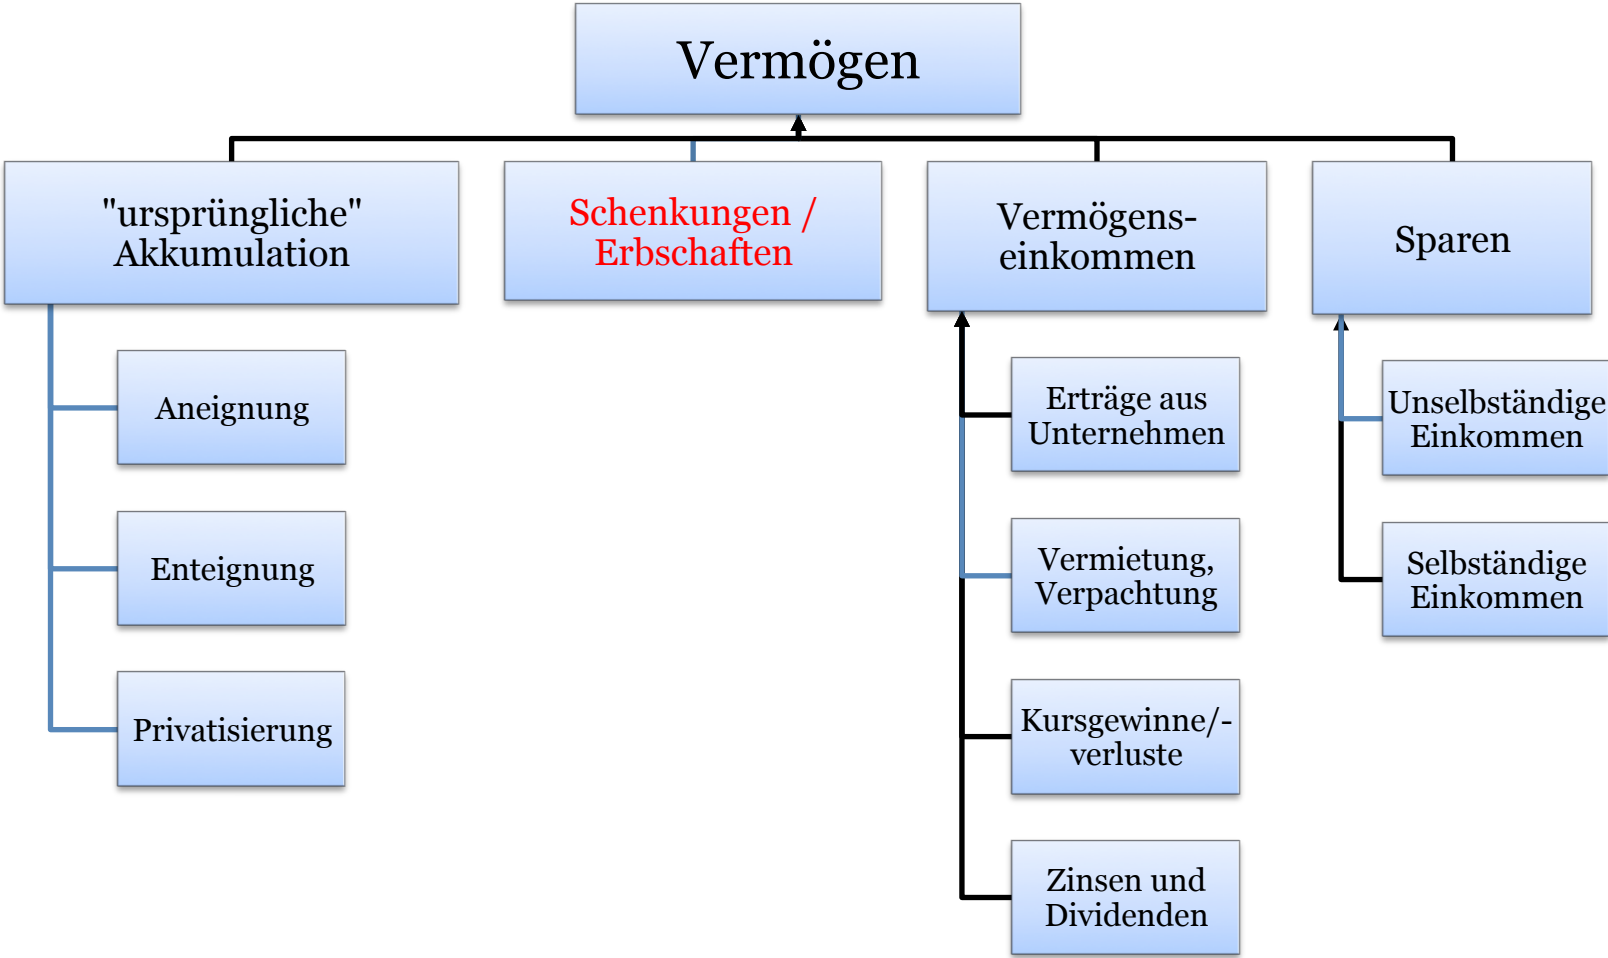 Vermögen
"ursprüngliche"
Akkumulation
Schenkungen /
Erbschaften
Vermögens-
einkommen
Sparen
Aneignung
Enteignung
Privatisierung
Erträge aus
Unternehmen
Vermietung,
Verpachtung
Kursgewinne/-
verluste
Zinsen und
Dividenden
Unselbständige
Einkommen
Selbständige
Einkommen